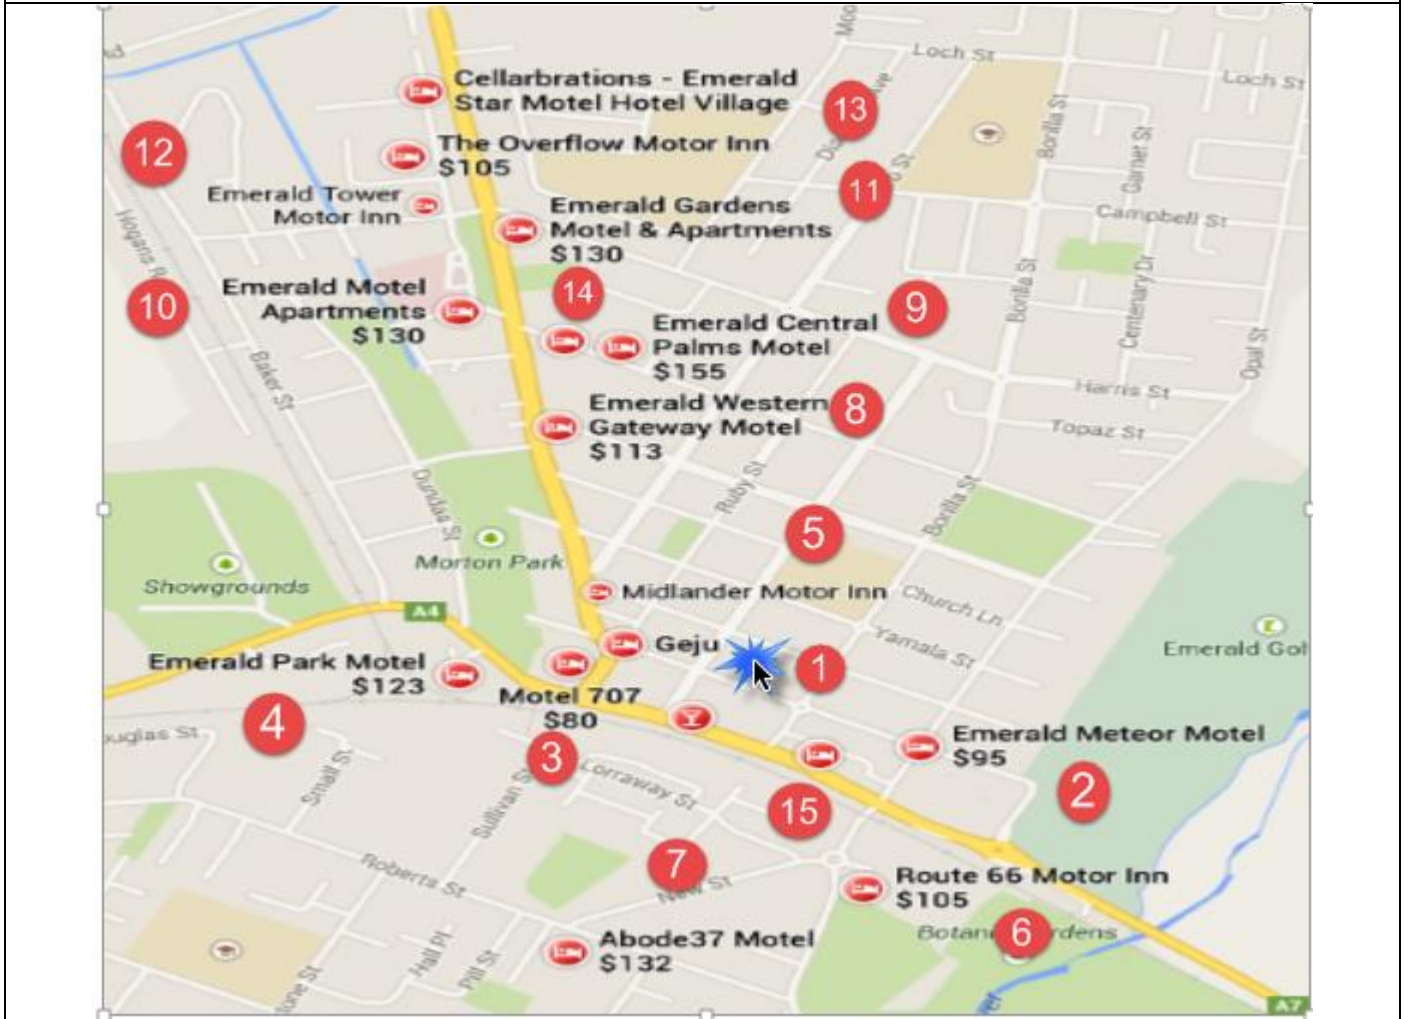 Loch St
Loch St
Cellarbrations - Emerald
Star Motel Hotel Village
13
The Overflow Motor Inn
$105
12
Borilla St
Garnet St
11
Emerald Tower
Motor Inn
Emerald Gardens
Motel & Apartments
$130
Campbell St
Hogans R
Emerald Motel
Apartments
$130
14
10
9
Borilla St
Centenary Dr
Emerald Central
Palms Motel
$155
Opal St
Baker St
Harris St
Emerald Western
Gateway Motel
$113
8
Topaz St
Ruby St
Borilla St
Dundas St
5
Morton Park
Showgrounds
Midlander Motor Inn
Church Ln
A4
Yamala St
Geju
1
Emerald Gol
Emerald Park Motel
$123
Motel 707
$80
4
ouglas St
Emerald Meteor Motel
$95
3
Small St
Sullivan St
Lorraway St
2
15
7
Roberts St
New St
Route 66 Motor Inn
$105
Botan
6
rdens
Abode37 Motel
$132
Hall Pl
Pill St
A7